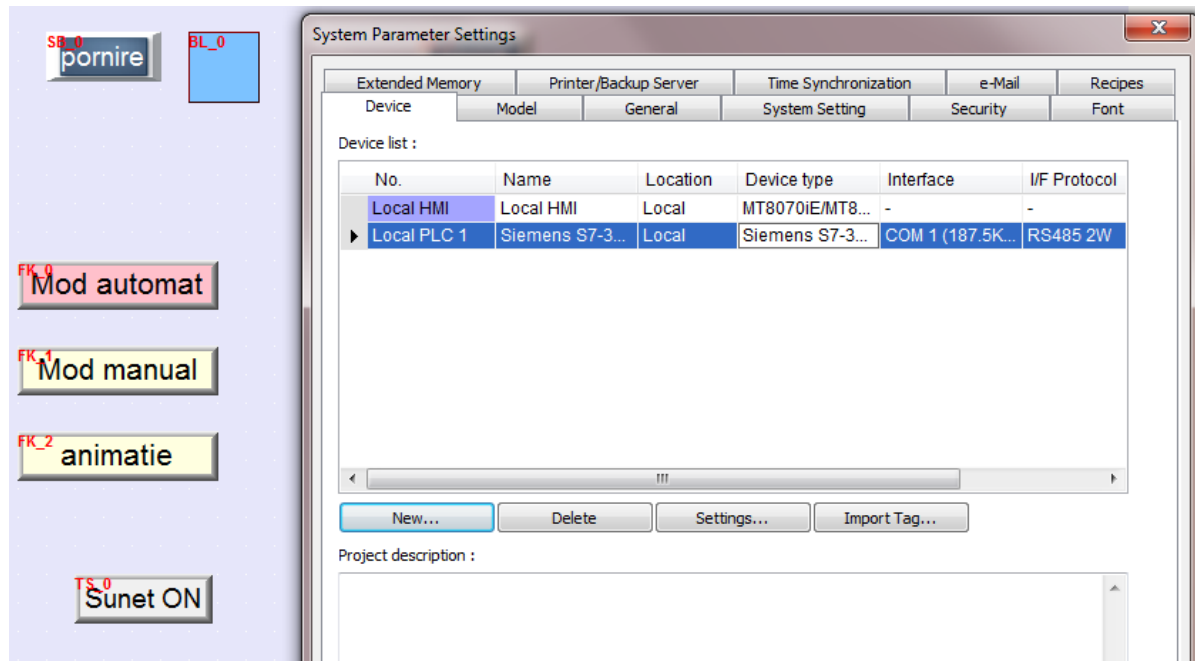 SB_0
pornire
BL_0
FK_0
Mod automat
FK_1
Mod manual
FK_2
animatie
TS_0
Sunet ON
System Parameter Settings
Extended Memory Printer/Backup Server Time Synchronization e-Mail Recipes
Device Model General System Setting Security Font
Device list :
No. Name Location Device type Interface I/F Protocol
Local HMI Local HMI Local MT8070iE/MT8... - -
Local PLC 1 Siemens S7-3... Local Siemens S7-3... COM 1 (187.5K... RS485 2W
New... Delete Settings... Import Tag...
Project description :